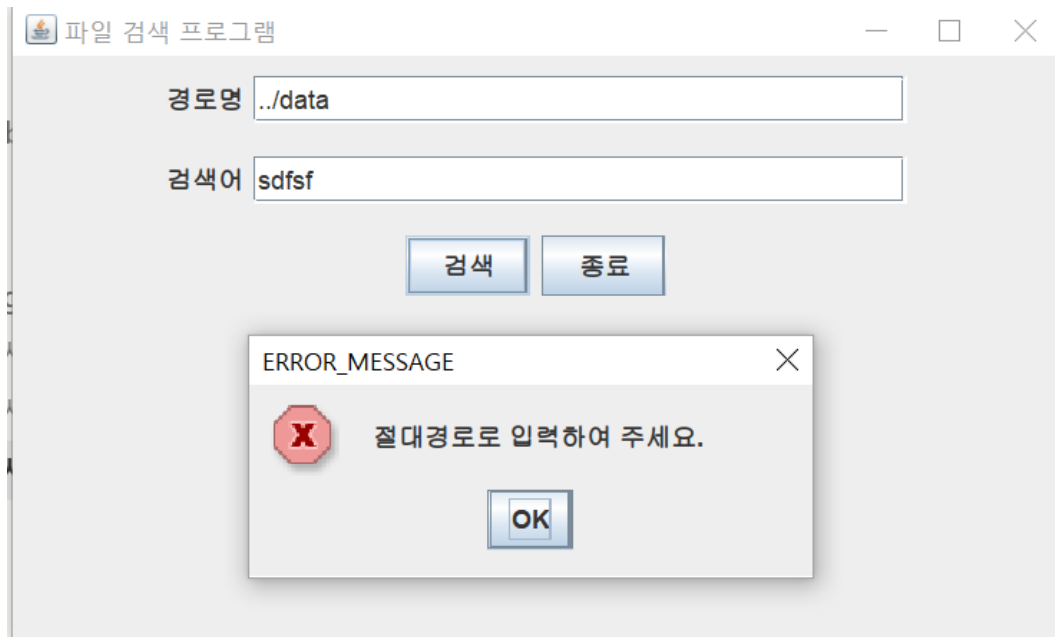 파일 검색 프로그램
경로명 ../data
검색어 sdfsf
검색 종료
ERROR_MESSAGE
절대경로로 입력하여 주세요.
OK